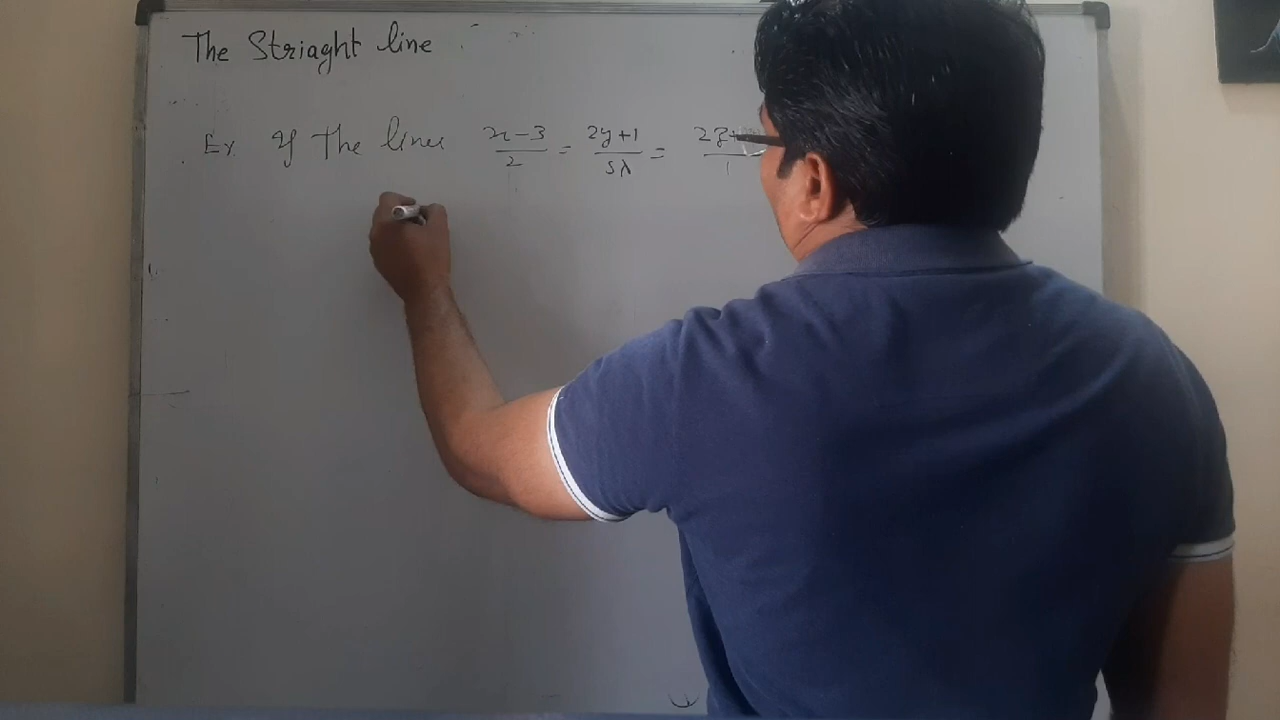 The Striaght line
Ex If the lines x-3/2 = 2y+1/5λ = 2z+